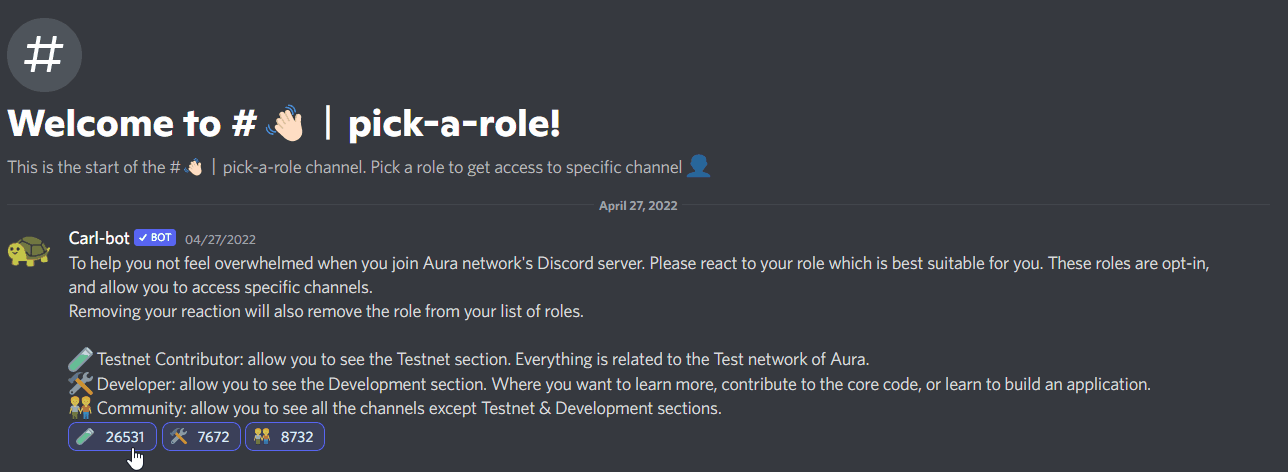 #
Welcome to # 👋🏻 | pick-a-role!
This is the start of the # 👋🏻 | pick-a-role channel. Pick a role to get access to specific channel 👤
April 27, 2022
Carl-bot ✓ BOT 04/27/2022
To help you not feel overwhelmed when you join Aura network's Discord server. Please react to your role which is best suitable for you. These roles are opt-in,
and allow you to access specific channels.
Removing your reaction will also remove the role from your list of roles.
🧪 Testnet Contributor: allow you to see the Testnet section. Everything is related to the Test network of Aura.
🛠️ Developer: allow you to see the Development section. Where you want to learn more, contribute to the core code, or learn to build an application.
🧑‍🤝‍🧑 Community: allow you to see all the channels except Testnet & Development sections.
🧪 26531 🛠️ 7672 🧑‍🤝‍🧑 8732